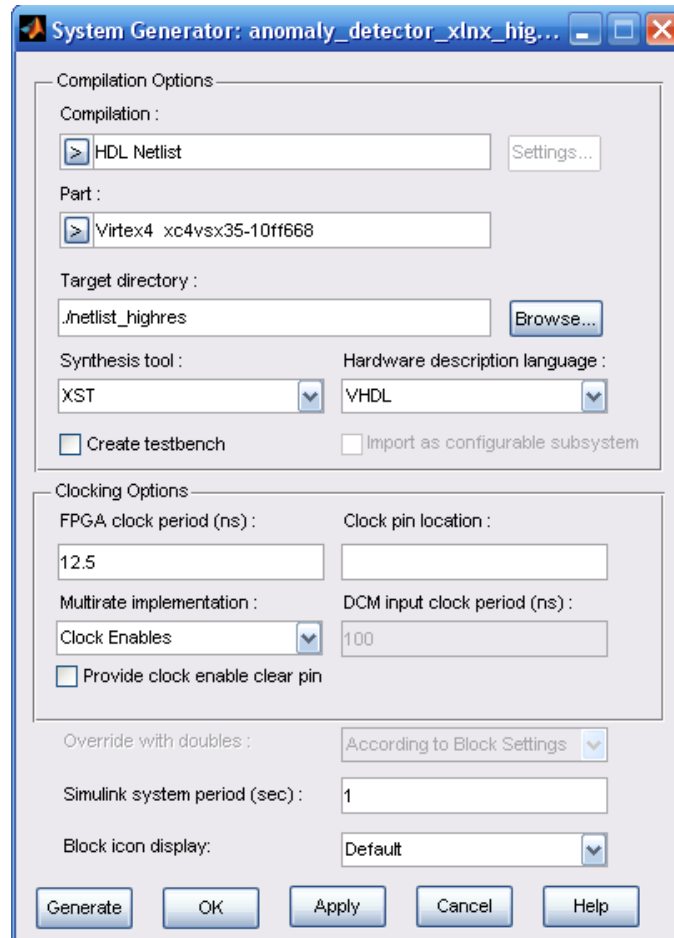 System Generator: anomaly_detector_xlnx_hig...
Compilation Options
Compilation :
> HDL Netlist
Settings...
Part :
> Virtex4 xc4vsx35-10ff668
Target directory :
./netlist_highres
Browse...
Synthesis tool :
Hardware description language :
XST
VHDL
Create testbench
Import as configurable subsystem
Clocking Options
FPGA clock period (ns) :
Clock pin location :
12.5
Multirate implementation :
DCM input clock period (ns) :
Clock Enables
100
Provide clock enable clear pin
Override with doubles :
According to Block Settings
Simulink system period (sec) :
1
Block icon display:
Default
Generate
OK
Apply
Cancel
Help